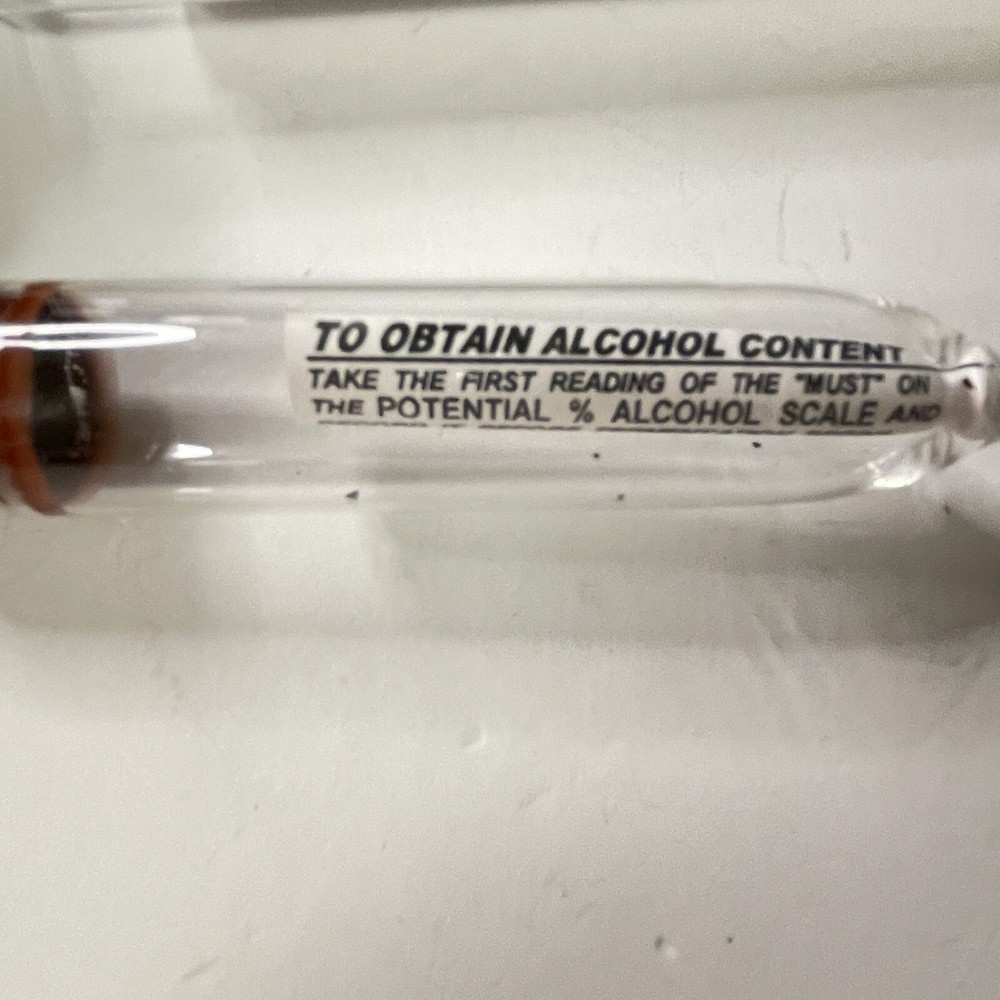 TO OBTAIN ALCOHOL CONTENT
TAKE THE FIRST READING OF THE "MUST" ON
THE POTENTIAL % ALCOHOL SCALE AND